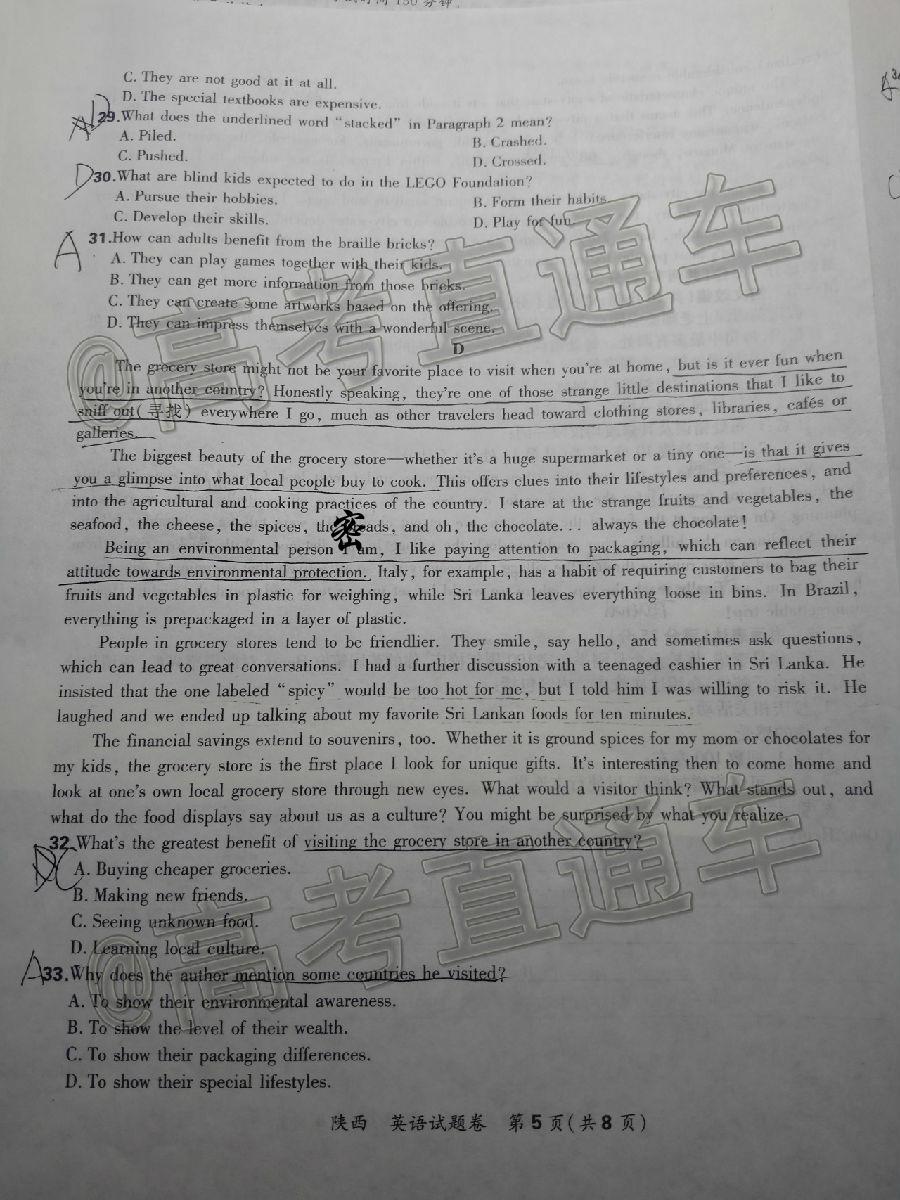 150 分钟
C. They are not good at it at all.
D. The special textbooks are expensive.
29.What does the underlined word "stacked" in Paragraph 2 mean?
A. Piled.
B. Crashed.
C. Pushed.
D. Crossed.
D 30.What are blind kids expected to do in the LEGO Foundation?
A. Pursue their hobbies.
B. Form their habits.
C. Develop their skills.
D. Play for fun.
A 31.How can adults benefit from the braille bricks?
A. They can play games together with their kids.
B. They can get more information from those bricks.
C. They can create some artworks based on the offering.
D. They can impress themselves with a wonderful scene.
D
The grocery store might not be your favorite place to visit when you're at home, but is it ever fun when
you're in another country? Honestly speaking, they're one of those strange little destinations that I like to
sniff out(寻找) everywhere I go, much as other travelers head toward clothing stores, libraries, cafés or
galleries.
The biggest beauty of the grocery store—whether it's a huge supermarket or a tiny one—is that it gives
you a glimpse into what local people buy to cook. This offers clues into their lifestyles and preferences, and
into the agricultural and cooking practices of the country. I stare at the strange fruits and vegetables, the
seafood, the cheese, the spices, the 密 and oh, the chocolate... always the chocolate!
Being an environmental person I am, I like paying attention to packaging, which can reflect their
attitude towards environmental protection. Italy, for example, has a habit of requiring customers to bag their
fruits and vegetables in plastic for weighing, while Sri Lanka leaves everything loose in bins. In Brazil,
everything is prepackaged in a layer of plastic.
People in grocery stores tend to be friendlier. They smile, say hello, and sometimes ask questions,
which can lead to great conversations. I had a further discussion with a teenaged cashier in Sri Lanka. He
insisted that the one labeled "spicy" would be too hot for me, but I told him I was willing to risk it. He
laughed and we ended up talking about my favorite Sri Lankan foods for ten minutes.
The financial savings extend to souvenirs, too. Whether it is ground spices for my mom or chocolates for
my kids, the grocery store is the first place I look for unique gifts. It's interesting then to come home and
look at one's own local grocery store through new eyes. What would a visitor think? What stands out, and
what do the food displays say about us as a culture? You might be surprised by what you realize.
32.What's the greatest benefit of visiting the grocery store in another country?
A. Buying cheaper groceries.
B. Making new friends.
C. Seeing unknown food.
D. Learning local culture.
A 33.Why does the author mention some countries he visited?
A. To show their environmental awareness.
B. To show the level of their wealth.
C. To show their packaging differences.
D. To show their special lifestyles.
陕西 英语试题卷 第5页(共8页)
@高考直通车
@高考直通车